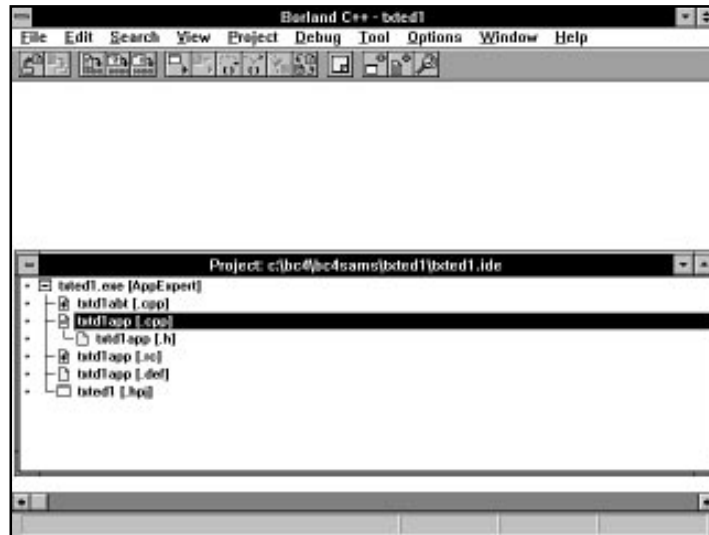 Borland C++ - txted1
File Edit Search View Project Debug Tool Options Window Help
Project: c:\bc4\bc4sams\txted1\txted1.ide
txted1.exe [AppExpert]
txtd1abt [.cpp]
txtd1app [.cpp]
txtd1app [.h]
txtd1app [.rc]
txtd1app [.def]
txted1 [.hpj]